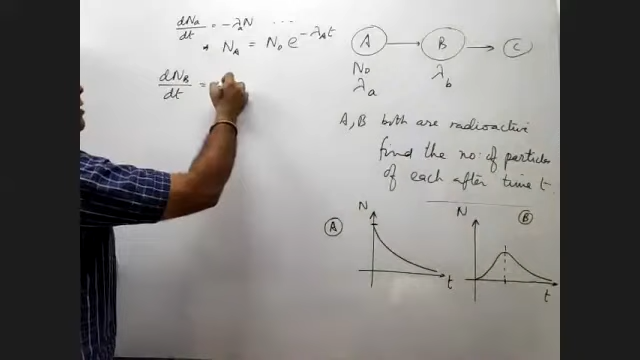 dNa/dt = -λaN ...
⇒ NA = N0 e^-λAt
dNB/dt =
A B C
N0
λa λb
A, B both are radioactive
find the no. of particles
of each after time t.
A N t
N B t